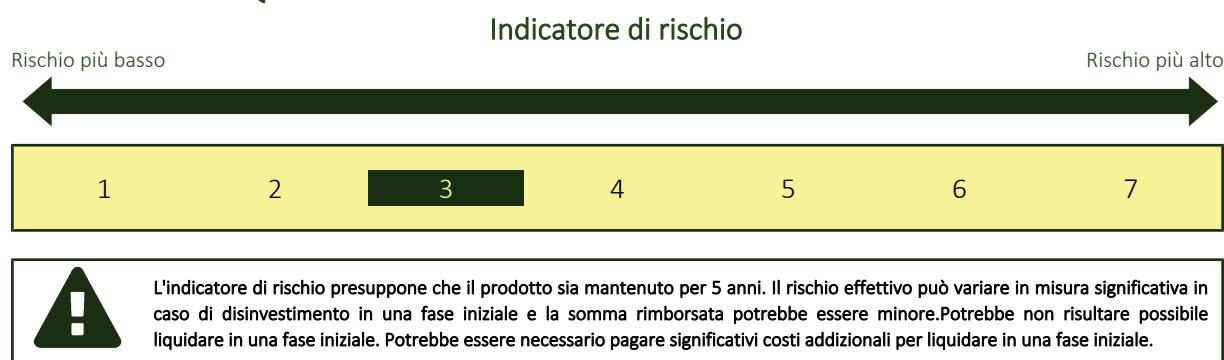 Indicatore di rischio
Rischio più basso Rischio più alto
1 2 3 4 5 6 7
L'indicatore di rischio presuppone che il prodotto sia mantenuto per 5 anni. Il rischio effettivo può variare in misura significativa in
caso di disinvestimento in una fase iniziale e la somma rimborsata potrebbe essere minore.Potrebbe non risultare possibile
liquidare in una fase iniziale. Potrebbe essere necessario pagare significativi costi addizionali per liquidare in una fase iniziale.